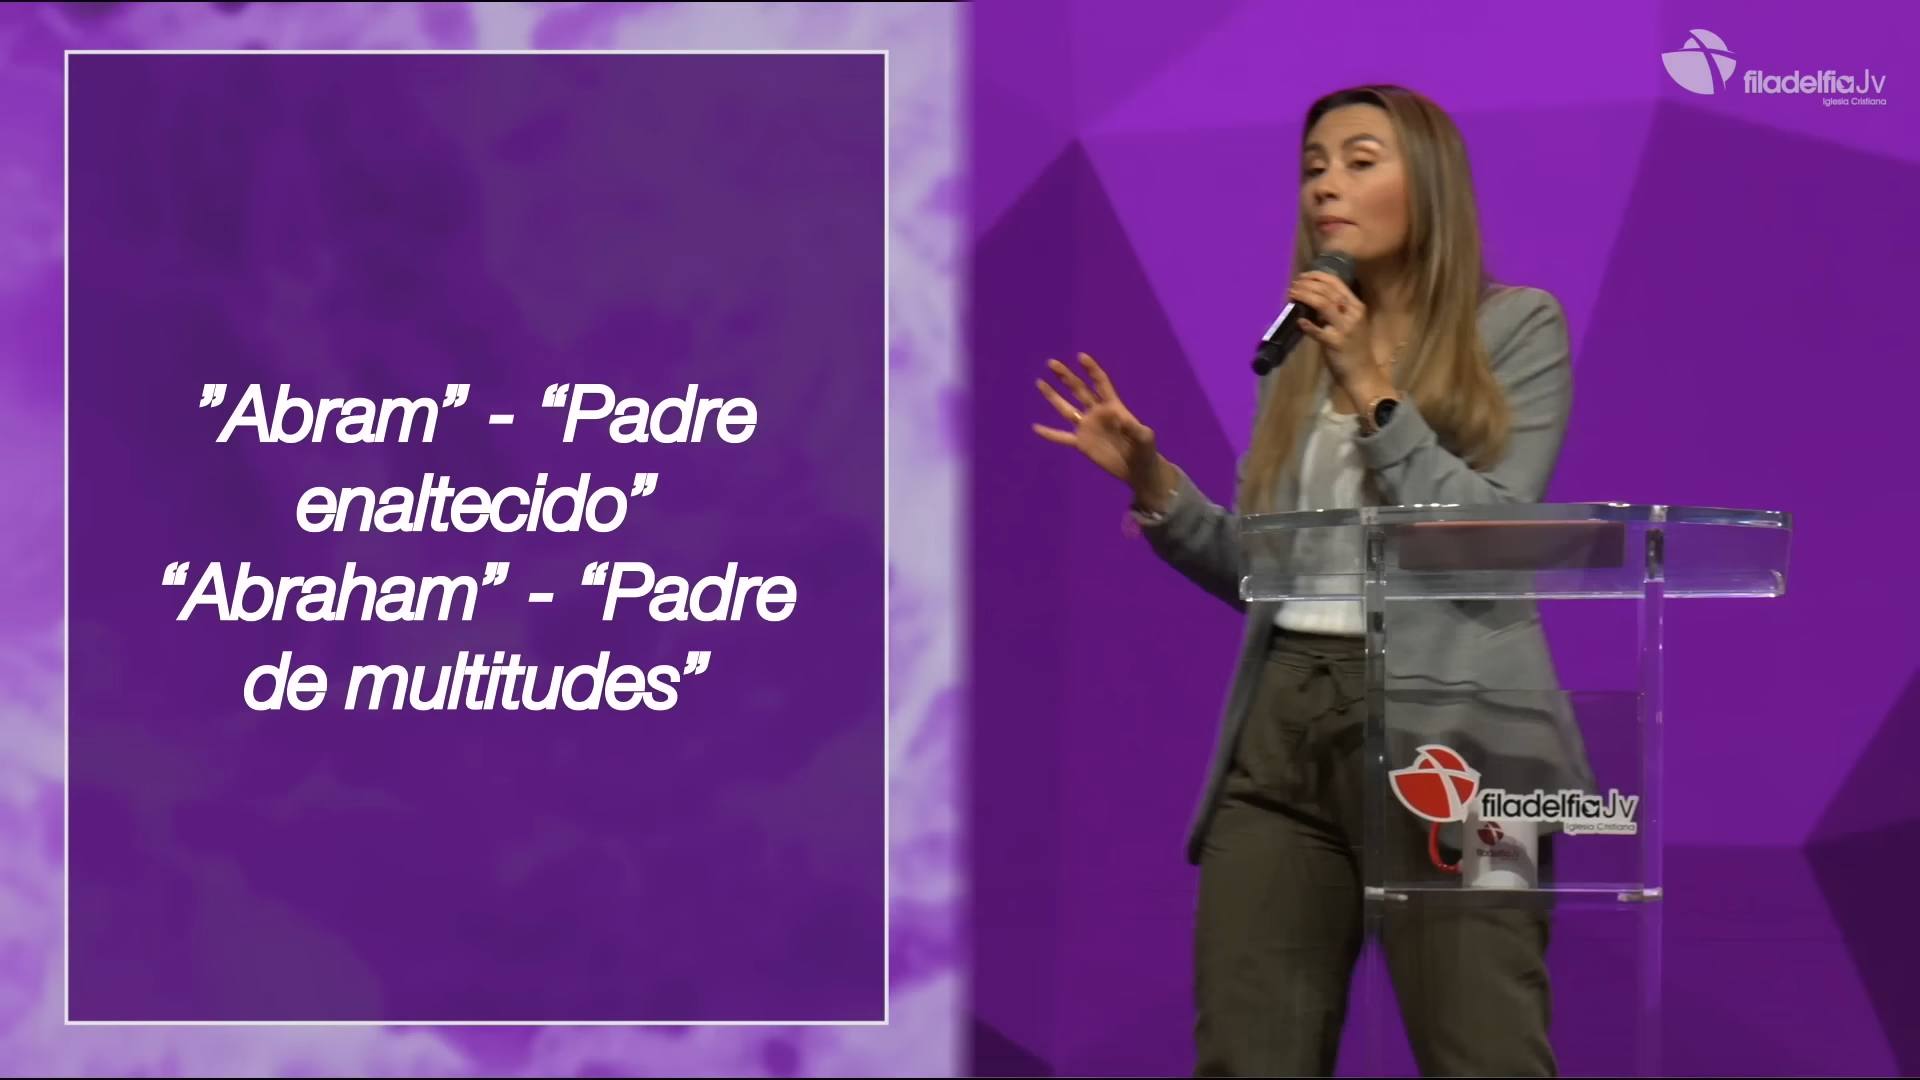 ”Abram” - “Padre
enaltecido”
“Abraham” - “Padre
de multitudes”
filadelfiaJv
Iglesia Cristiana
filadelfiaJv
Iglesia Cristiana